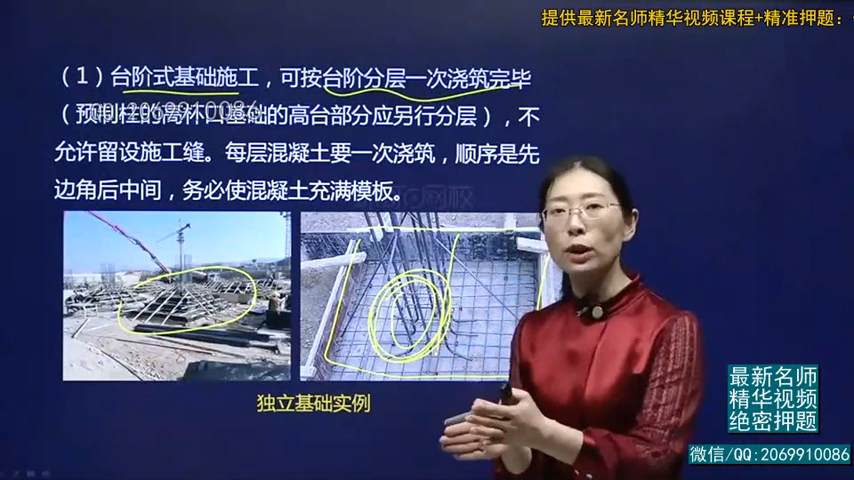 提供最新名师精华视频课程+精准押题：
（1）台阶式基础施工，可按台阶分层一次浇筑完毕
（预制柱的高杯口基础的高台部分应另行分层），不
允许留设施工缝。每层混凝土要一次浇筑，顺序是先
边角后中间，务必使混凝土充满模板。
QQ:2069910086
独立基础实例
最新名师
精华视频
绝密押题
微信/QQ:2069910086